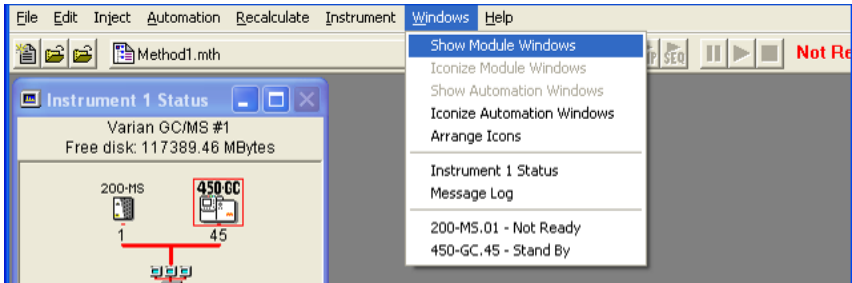 File Edit Inject Automation Recalculate Instrument Windows Help
Method1.mth
Show Module Windows
Iconize Module Windows
Show Automation Windows
Iconize Automation Windows
Arrange Icons
Instrument 1 Status
Message Log
200-MS.01 - Not Ready
450-GC.45 - Stand By
SEQ
Not Re
Instrument 1 Status
Varian GC/MS #1
Free disk: 117389.46 MBytes
200-MS 450-GC
1 45